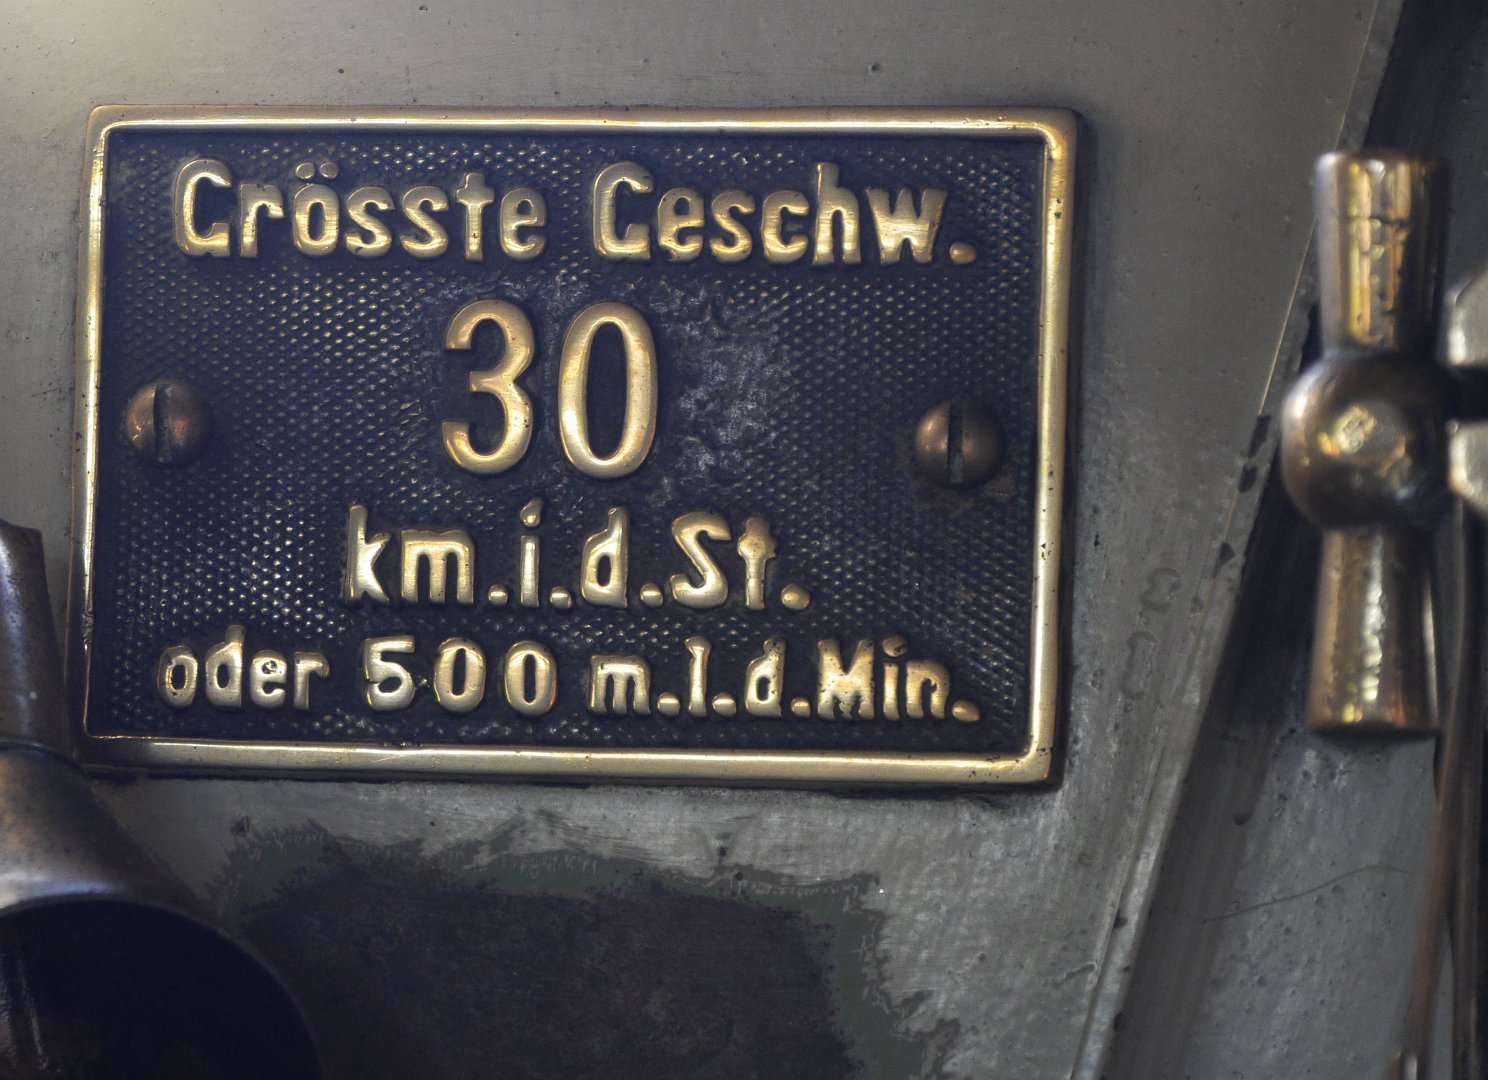 Grösste Geschw.
30
km.i.d.St.
oder 500 m.I.d.Min.